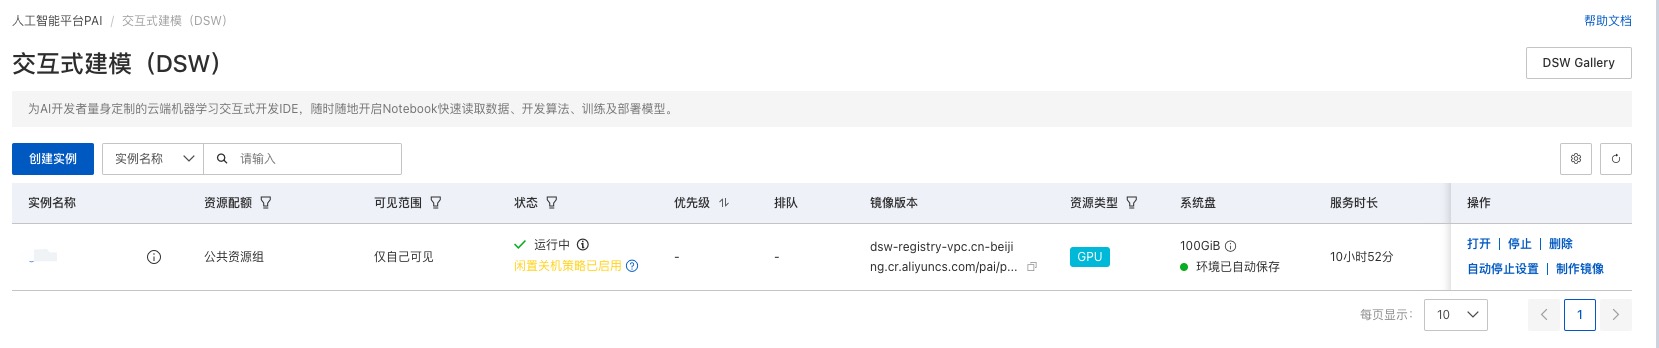 人工智能平台PAI / 交互式建模（DSW）
帮助文档
交互式建模（DSW）
DSW Gallery
为AI开发者量身定制的云端机器学习交互式开发IDE，随时随地开启Notebook快速读取数据、开发算法、训练及部署模型。
创建实例 实例名称 请输入
实例名称 资源配额 可见范围 状态 优先级 排队 镜像版本 资源类型 系统盘 服务时长 操作
公共资源组
仅自己可见
运行中
闲置关机策略已启用
-
-
dsw-registry-vpc.cn-beiji
ng.cr.aliyuncs.com/pai/p...
GPU
100GiB
环境已自动保存
10小时52分
打开 | 停止 | 删除
自动停止设置 | 制作镜像
每页显示： 10 1